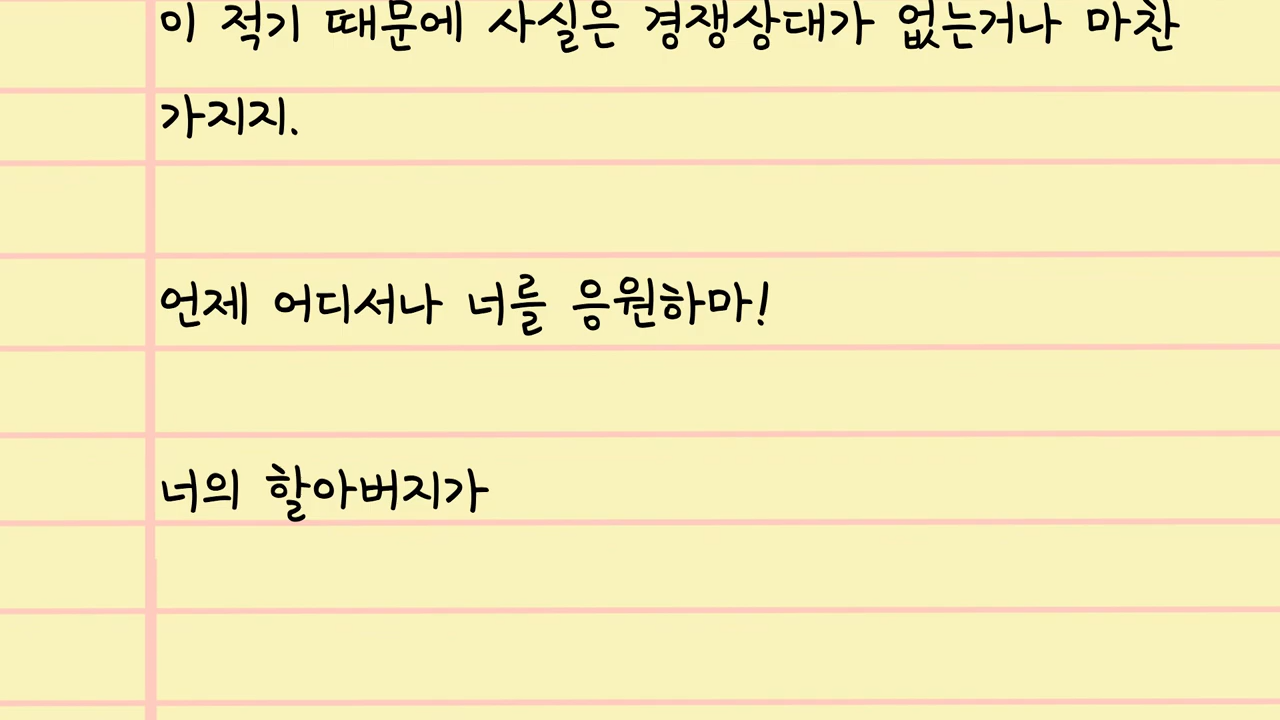 이 적기 때문에 사실은 경쟁상대가 없는거나 마찬
가지지.
언제 어디서나 너를 응원하마!
너의 할아버지가